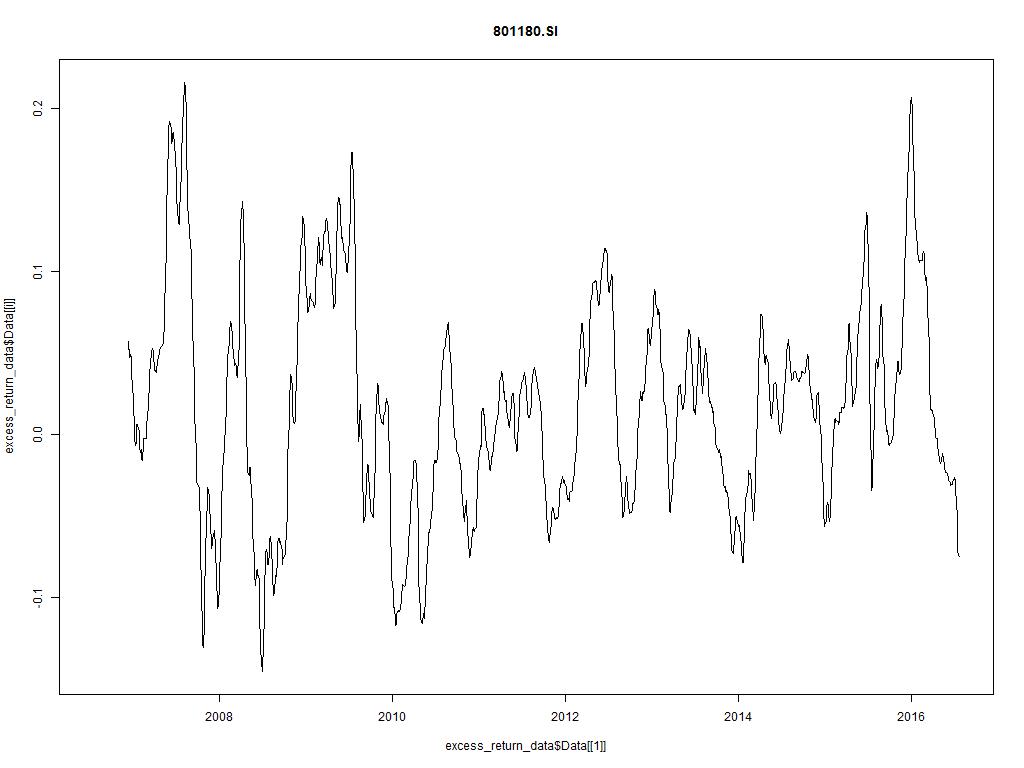 801180.SI
excess_return_data$Data[[i]]
0.2
0.1
0.0
-0.1
2008 2010 2012 2014 2016
excess_return_data$Data[[1]]